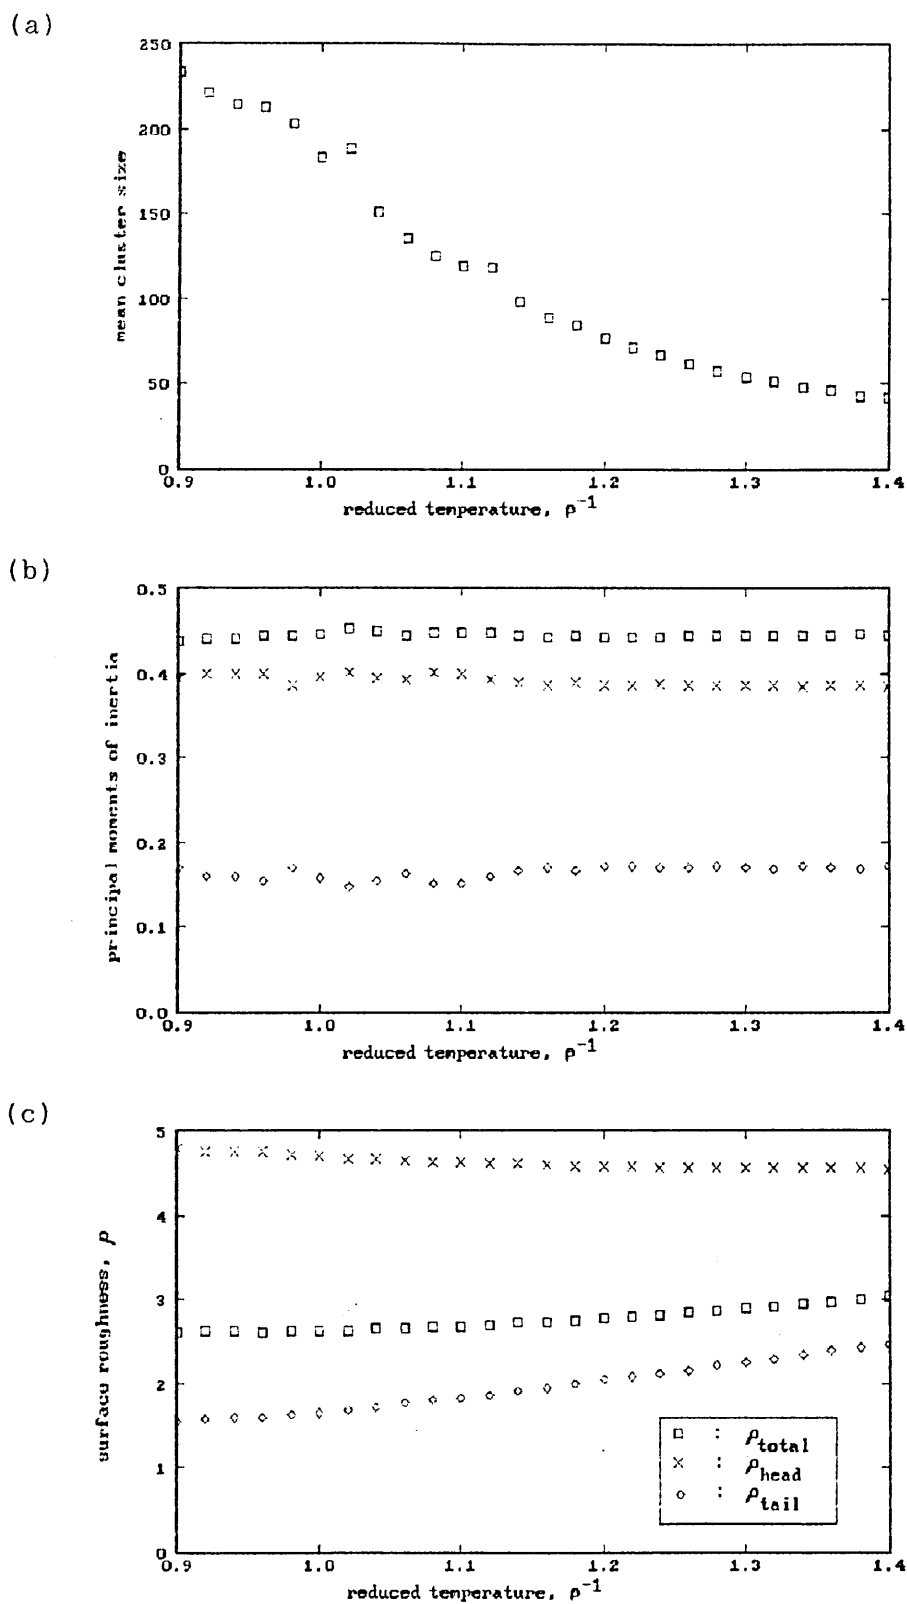 (a)
250
200
150
100
50
0
mean cluster size
0.9 1.0 1.1 1.2 1.3 1.4
reduced temperature, β⁻¹
(b)
0.5
0.4
0.3
0.2
0.1
0.0
principal moments of inertia
0.9 1.0 1.1 1.2 1.3 1.4
reduced temperature, β⁻¹
(c)
5
4
3
2
1
0
surface roughness, ρ
□ : ρtotal
× : ρhead
◇ : ρtail
0.9 1.0 1.1 1.2 1.3 1.4
reduced temperature, β⁻¹